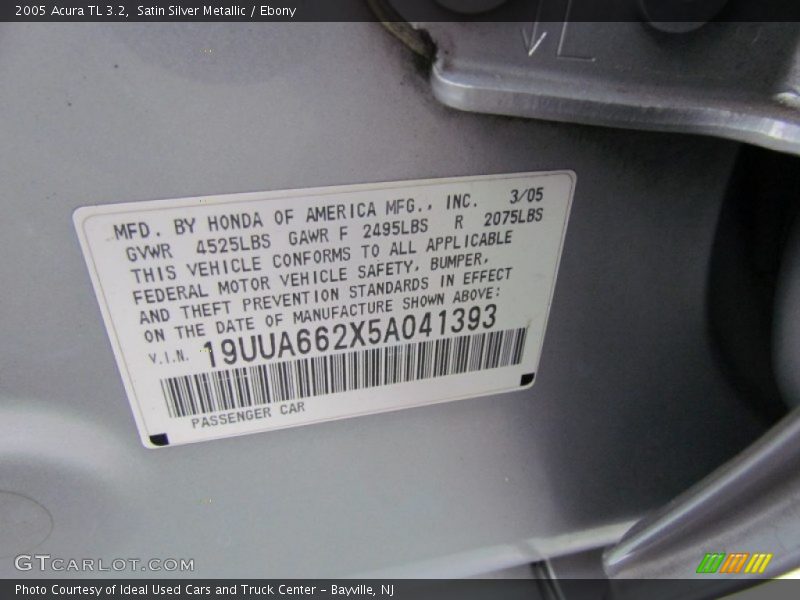 2005 Acura TL 3.2,  Satin Silver Metallic / Ebony
L
MFD. BY HONDA OF AMERICA MFG., INC. 3/05
GVWR 4525LBS GAWR F 2495LBS R 2075LBS
THIS VEHICLE CONFORMS TO ALL APPLICABLE
FEDERAL MOTOR VEHICLE SAFETY, BUMPER,
AND THEFT PREVENTION STANDARDS IN EFFECT
ON THE DATE OF MANUFACTURE SHOWN ABOVE:
V.I.N. 19UUA662X5A041393
PASSENGER CAR
GTCARLOT.COM
Photo Courtesy of Ideal Used Cars and Truck Center - Bayville, NJ